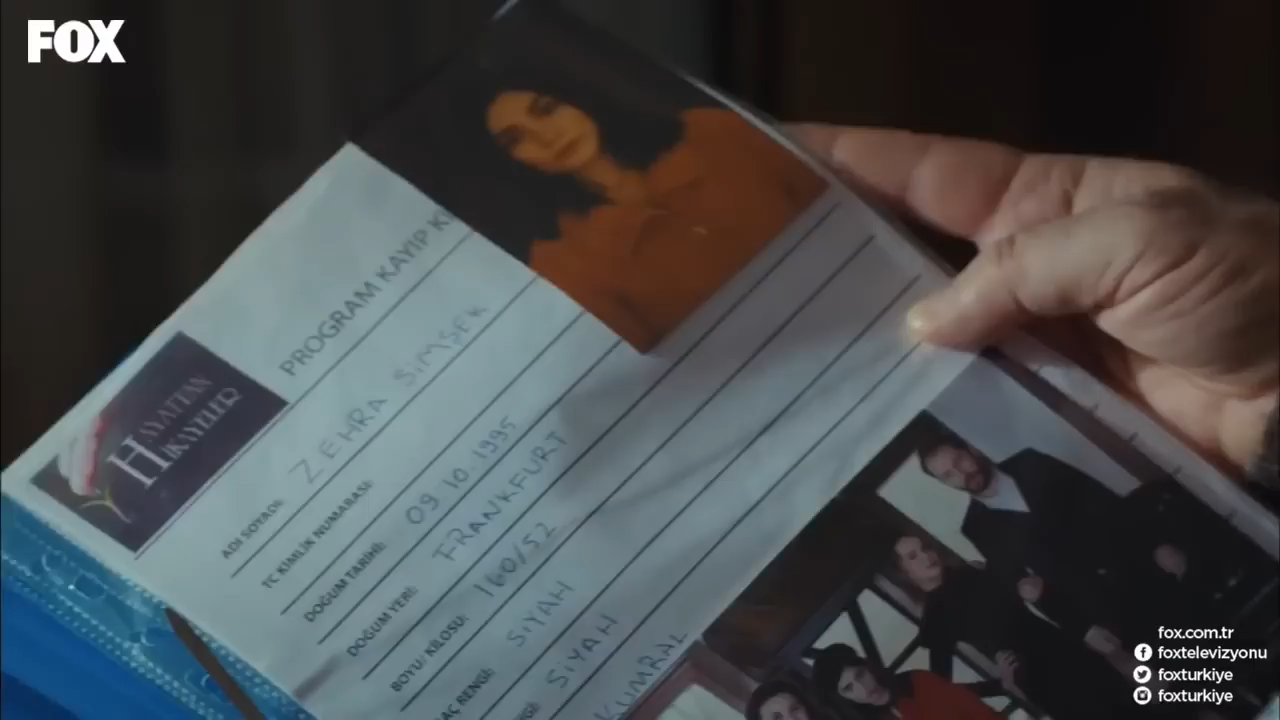 FOX
PROGRAM KAYIP
HAYATTAN
HİKAYELER
ADI SOYADI: ZEHRA ŞİMŞEK
TC KİMLİK NUMARASI:
DOĞUM TARİHİ: 09.10.1995
DOĞUM YERİ: FRANKFURT
BOYU/ KİLOSU: 160/52
RENGİ: SİYAH
SİYAH
KUMRAL
fox.com.tr
foxtelevizyonu
foxturkiye
foxturkiye